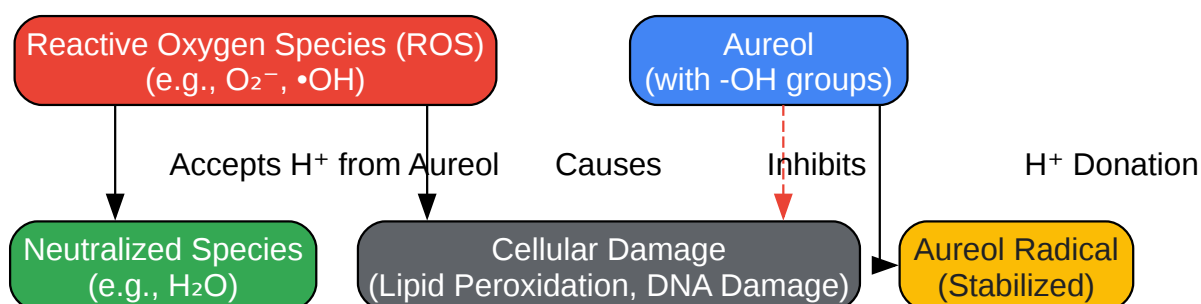 Reactive Oxygen Species (ROS)
(e.g., O₂⁻, •OH)
Aureol
(with -OH groups)
Accepts H⁺ from Aureol
Causes
Inhibits
H⁺ Donation
Neutralized Species
(e.g., H₂O)
Cellular Damage
(Lipid Peroxidation, DNA Damage)
Aureol Radical
(Stabilized)